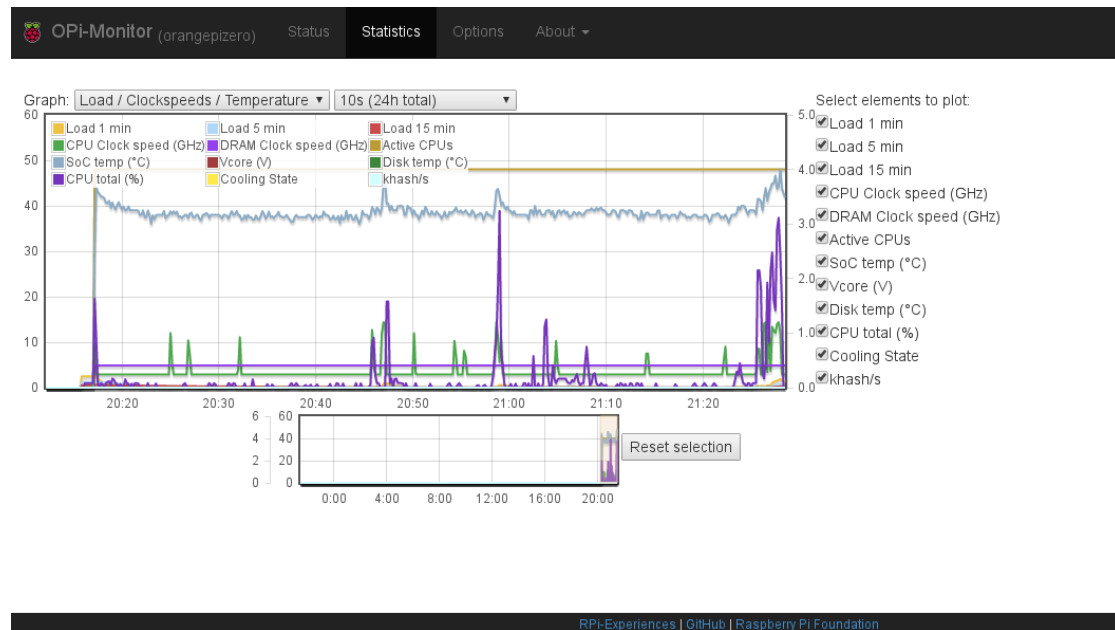 OPi-Monitor (orangepizero) Status Statistics Options About
Graph: Load / Clockspeeds / Temperature 10s (24h total)
Select elements to plot:
Load 1 min
Load 5 min
Load 15 min
CPU Clock speed (GHz)
DRAM Clock speed (GHz)
Active CPUs
SoC temp (°C)
Vcore (V)
Disk temp (°C)
CPU total (%)
Cooling State
khash/s
60
50
40
30
20
10
0
5.0
4.0
3.0
2.0
1.0
0.0
Load 1 min Load 5 min Load 15 min
CPU Clock speed (GHz) DRAM Clock speed (GHz) Active CPUs
SoC temp (°C) Vcore (V) Disk temp (°C)
CPU total (%) Cooling State khash/s
20:20 20:30 20:40 20:50 21:00 21:10 21:20
6 60
4 40
2 20
0 0
0:00 4:00 8:00 12:00 16:00 20:00
Reset selection
RPi-Experiences | GitHub | Raspberry Pi Foundation